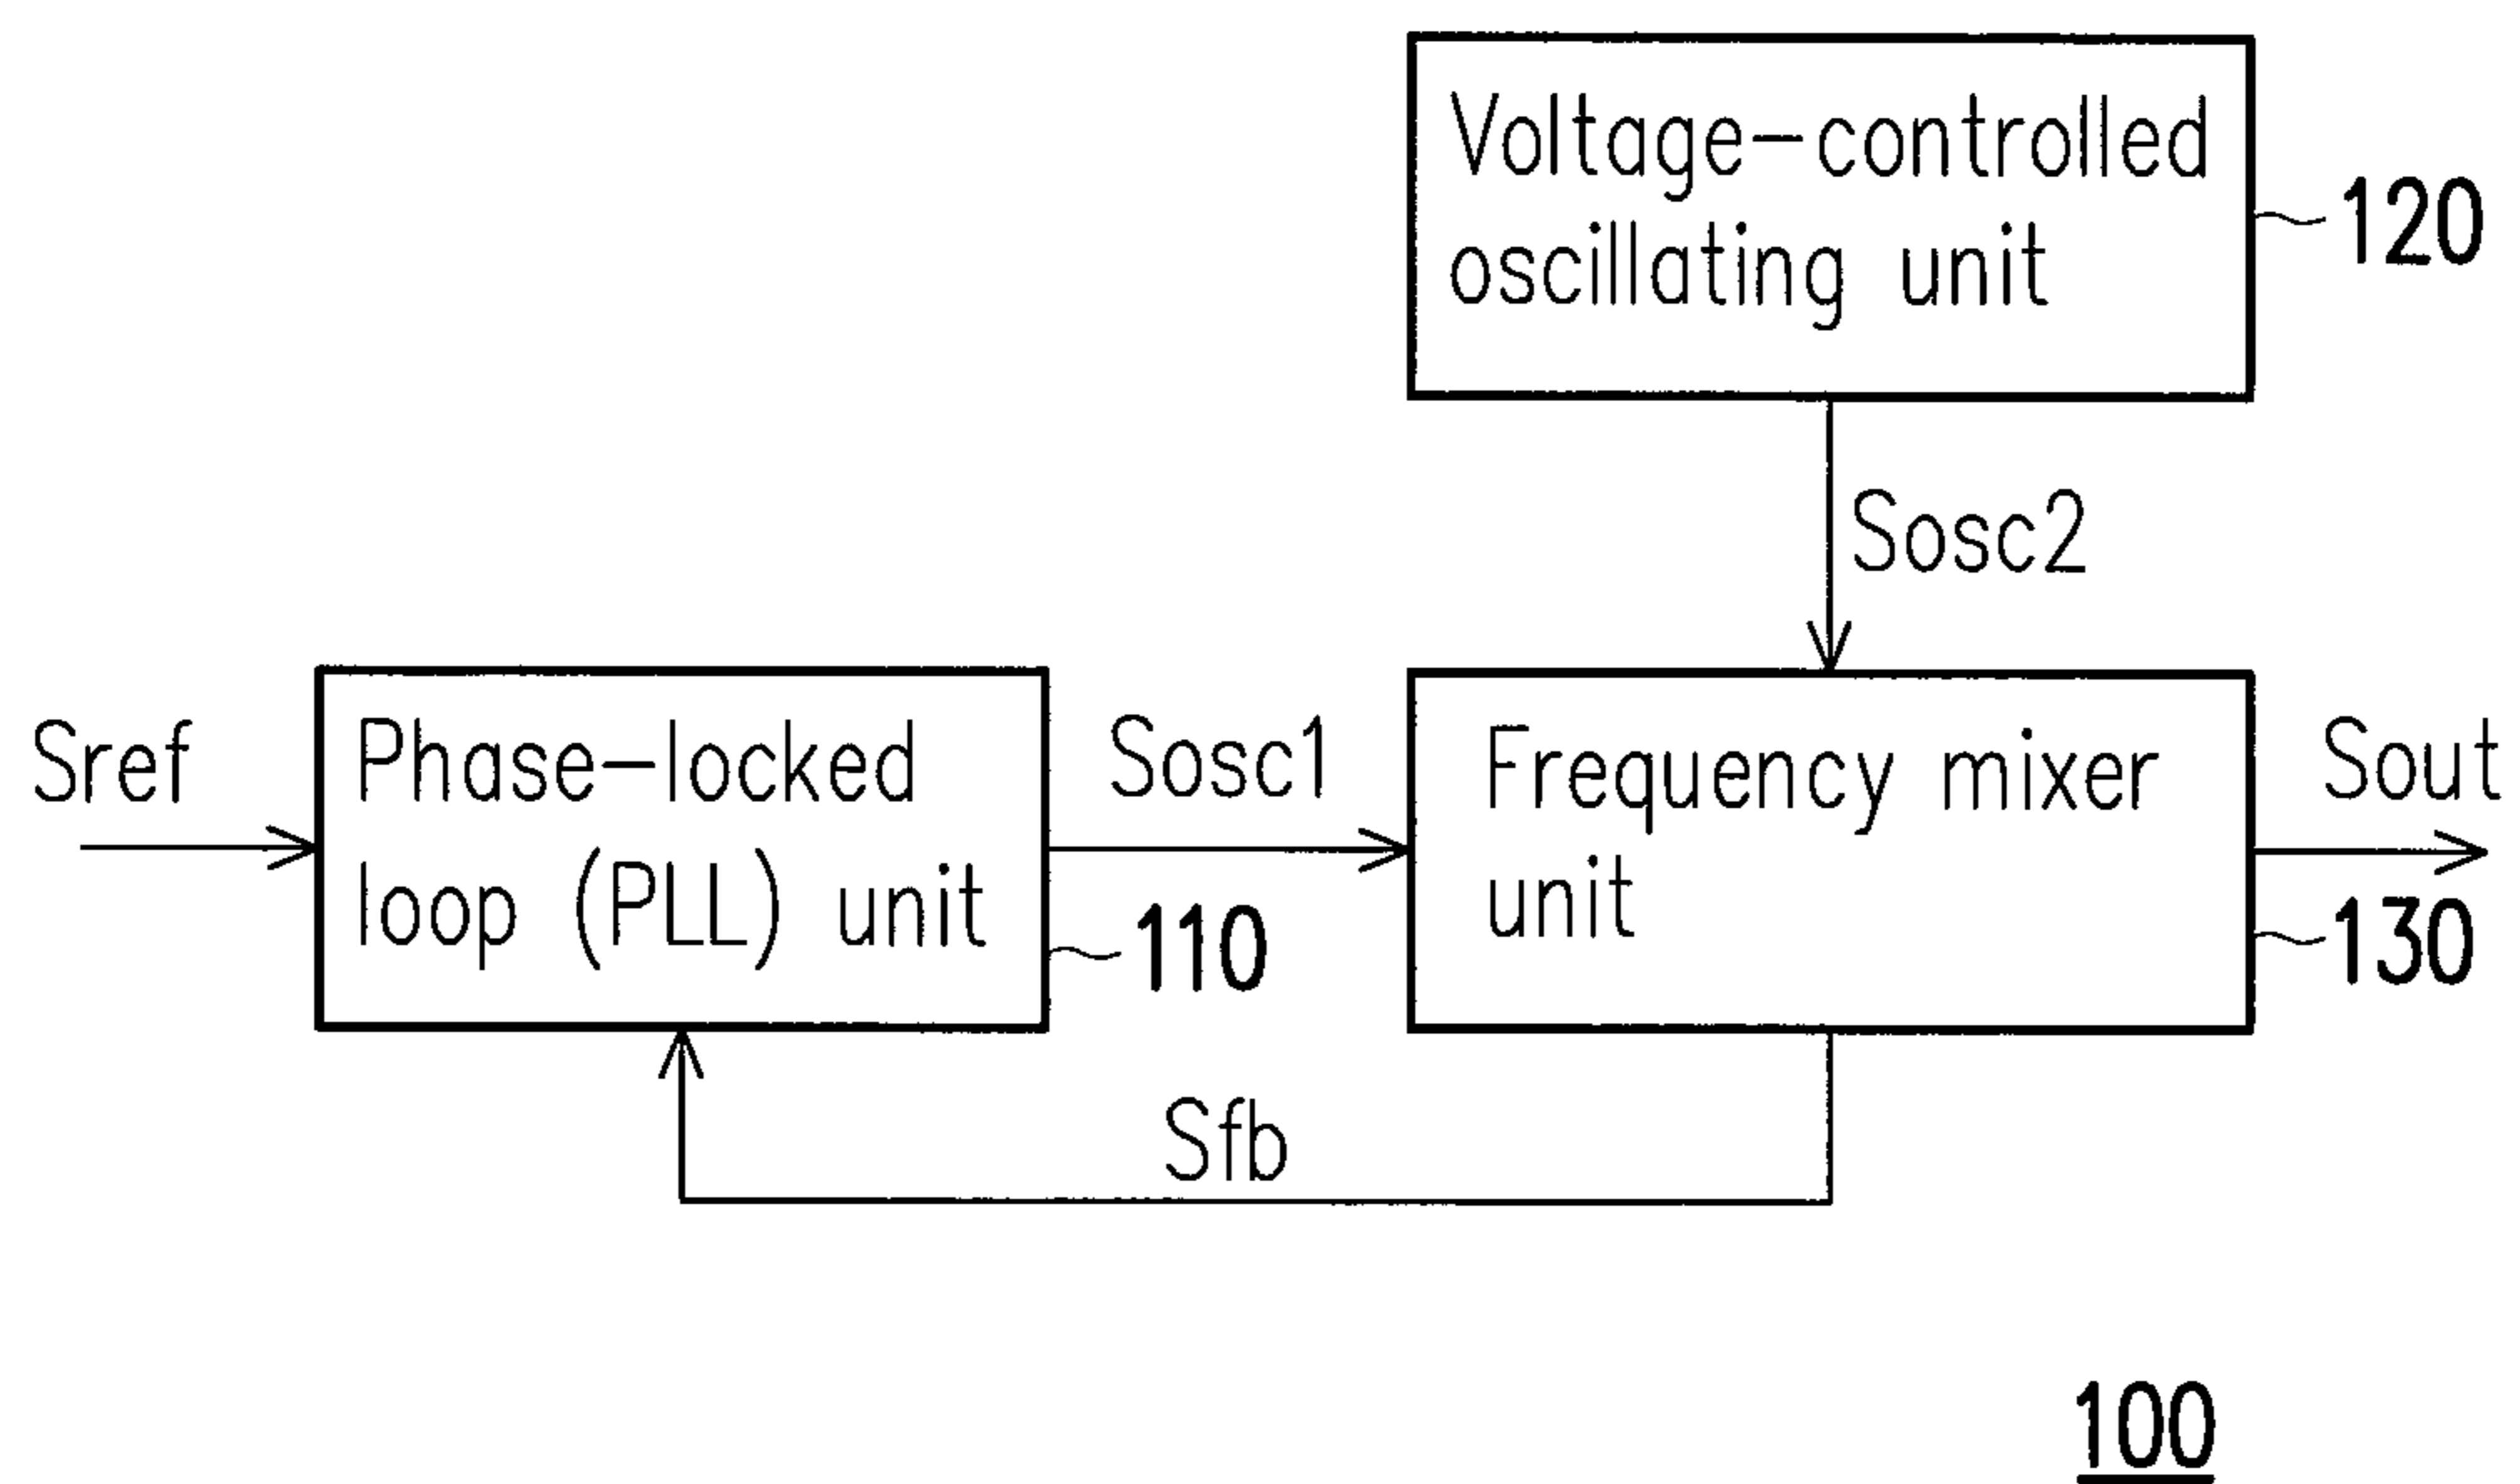 Voltage-controlled
oscillating unit
120
Sosc2
Sref
Phase-locked
loop (PLL) unit
110
Sosc1
Frequency mixer
unit
Sout
130
Sfb
100